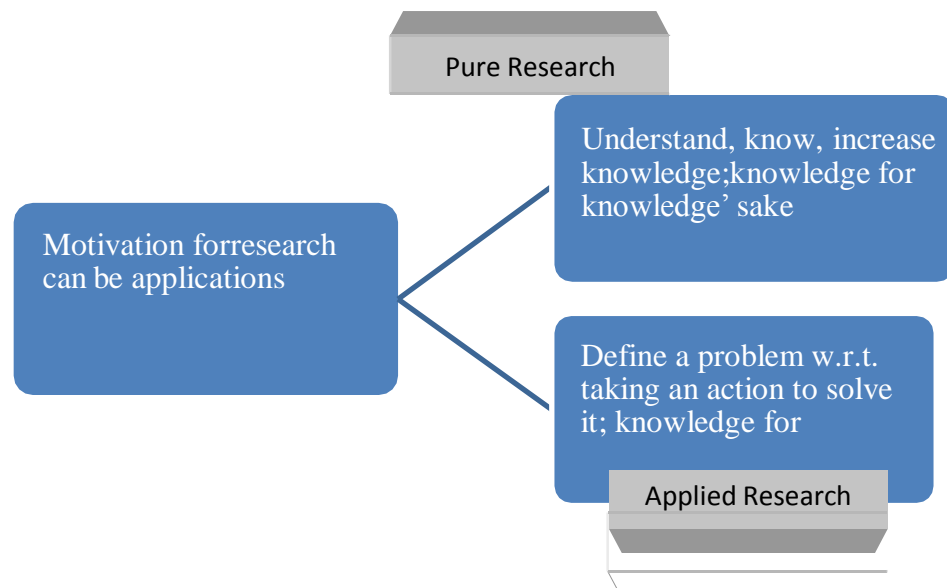 Pure Research
Understand, know, increase
knowledge;knowledge for
knowledge’ sake
Motivation forresearch
can be applications
Define a problem w.r.t.
taking an action to solve
it; knowledge for
Applied Research